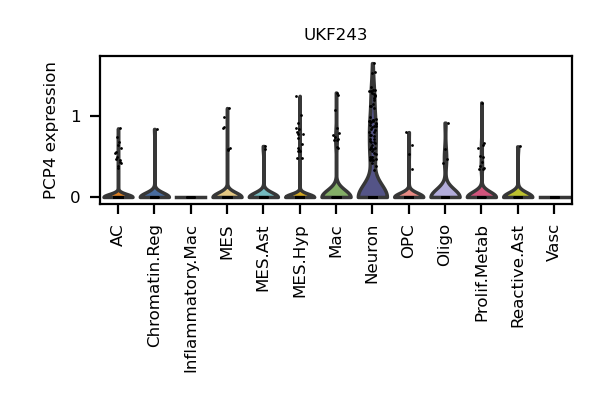 UKF243
PCP4 expression
1
0
AC
Chromatin.Reg
Inflammatory.Mac
MES
MES.Ast
MES.Hyp
Mac
Neuron
OPC
Oligo
Prolif.Metab
Reactive.Ast
Vasc